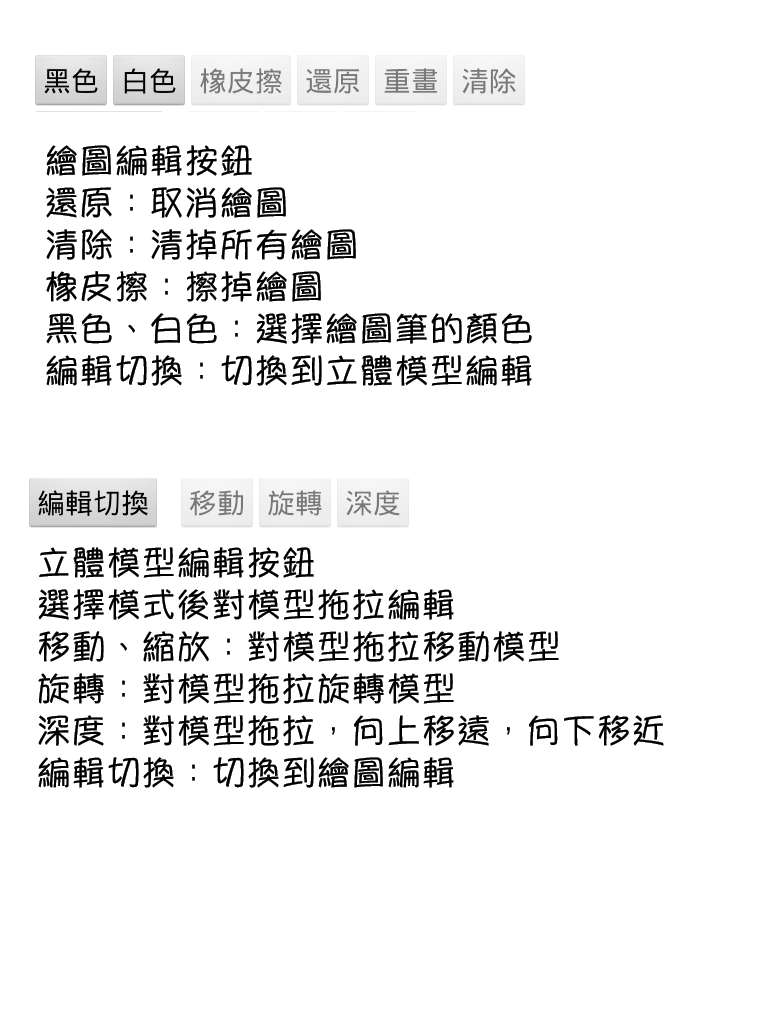 黑色 白色 橡皮擦 還原 重畫 清除
繪圖編輯按鈕
還原：取消繪圖
清除：清掉所有繪圖
橡皮擦：擦掉繪圖
黑色、白色：選擇繪圖筆的顏色
編輯切換：切換到立體模型編輯
編輯切換 移動 旋轉 深度
立體模型編輯按鈕
選擇模式後對模型拖拉編輯
移動、縮放：對模型拖拉移動模型
旋轉：對模型拖拉旋轉模型
深度：對模型拖拉，向上移遠，向下移近
編輯切換：切換到繪圖編輯